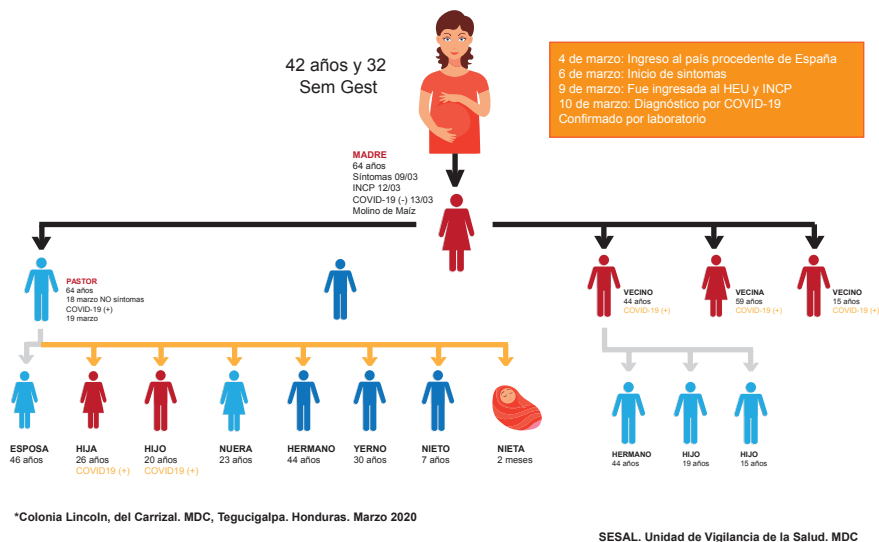 42 años y 32
Sem Gest
4 de marzo: Ingreso al país procedente de España
6 de marzo: Inicio de sintomas
9 de marzo: Fue ingresada al HEU y INCP
10 de marzo: Diagnóstico por COVID-19
Confirmado por laboratorio
MADRE
64 años
Síntomas 09/03
INCP 12/03
COVID-19 (-) 13/03
Molino de Maíz
PASTOR
64 años
18 marzo NO síntomas
COVID-19 (+)
19 marzo
VECINO
44 años
COVID-19 (+)
VECINA
59 años
COVID-19 (+)
VECINO
15 años
COVID-19 (+)
ESPOSA
46 años
HIJA
26 años
COVID19 (+)
HIJO
20 años
COVID19 (+)
NUERA
23 años
HERMANO
44 años
YERNO
30 años
NIETO
7 años
NIETA
2 meses
HERMANO
44 años
HIJO
19 años
HIJO
15 años
*Colonia Lincoln, del Carrizal. MDC, Tegucigalpa. Honduras. Marzo 2020
SESAL. Unidad de Vigilancia de la Salud. MDC